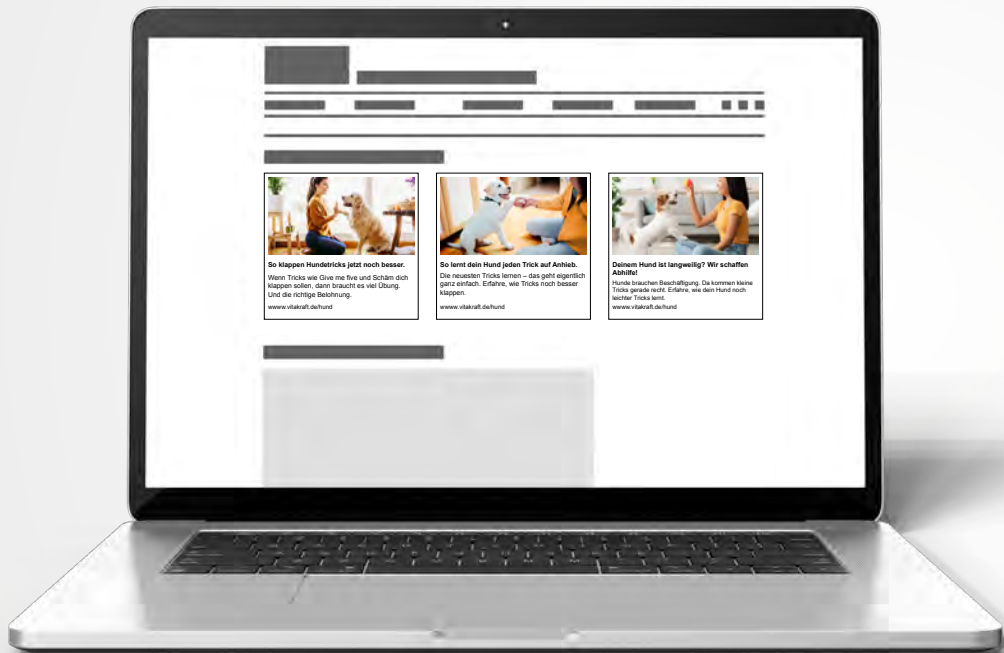 So klappen Hundetricks jetzt noch besser.
Wenn Tricks wie Give me five und Schäm dich
klappen sollen, dann braucht es viel Übung.
Und die richtige Belohnung.
wwww.vitakraft.de/hund
So lernt dein Hund jeden Trick auf Anhieb.
Die neuesten Tricks lernen – das geht eigentlich
ganz einfach. Erfahre, wie Tricks noch besser
klappen.
wwww.vitakraft.de/hund
Deinem Hund ist langweilig? Wir schaffen
Abhilfe!
Hunde brauchen Beschäftigung. Da kommen kleine
Tricks gerade recht. Erfahre, wie dein Hund noch
leichter Tricks lernt.
wwww.vitakraft.de/hund